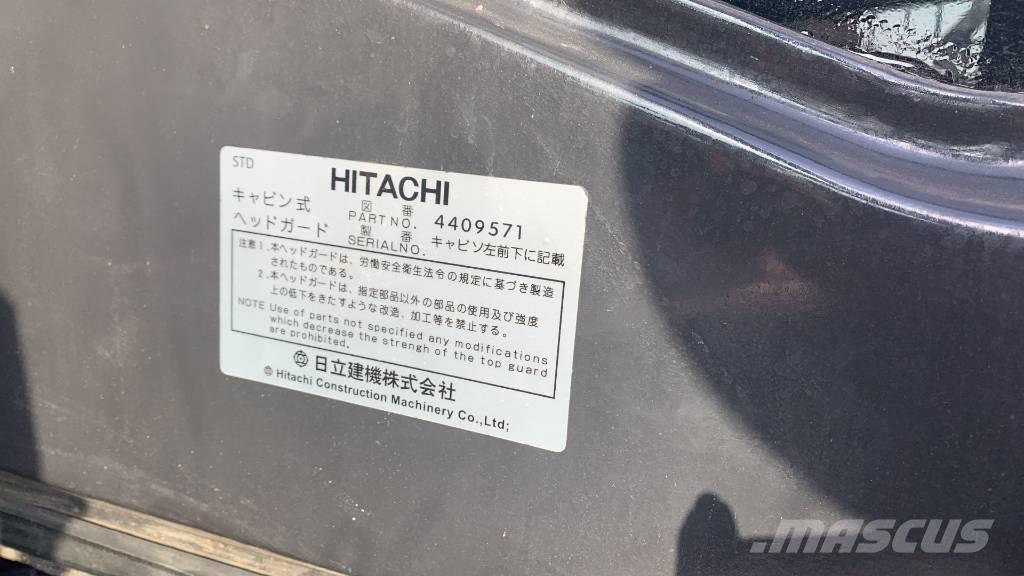 STD
HITACHI
キャビン式
ヘッドガード
図番
PART NO. 4409571
製番
SERIAL NO. キャビン左前下に記載
注意1.本ヘッドガードは、労働安全衛生法令の規定に基づき製造
されたものである。
2.本ヘッドガードは、指定部品以外の部品の使用及び強度
上の低下をきたすような改造、加工等を禁止する。
NOTE Use of parts not specified any modifications
which decrease the strengh of the top guard
are prohibited.
日立建機株式会社
© Hitachi Construction Machinery Co.,Ltd;
MASCUS